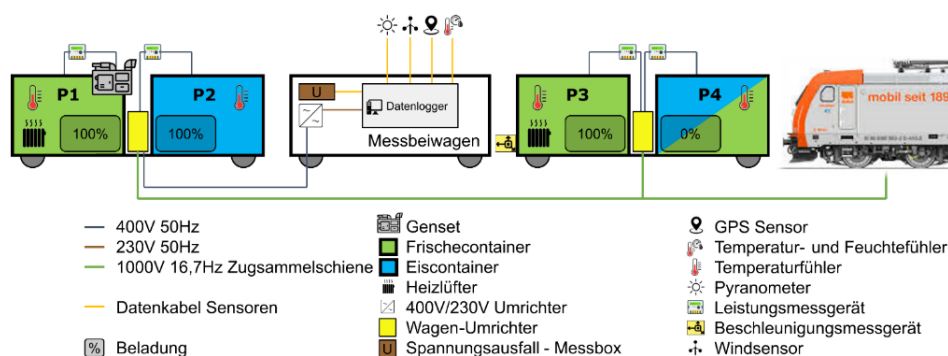 P1
P2
P3
P4
U
Datenlogger
100%
100%
100%
0%
Messbeiwagen
mobil seit 189
400V 50Hz
230V 50Hz
1000V 16,7Hz Zugsammelschiene
Datenkabel Sensoren
% Beladung
Genset
Frischecontainer
Eiscontainer
Heizlüfter
400V/230V Umrichter
Wagen-Umrichter
U Spannungsausfall - Messbox
GPS Sensor
Temperatur- und Feuchtefühler
Temperaturfühler
Pyranometer
Leistungsmessgerät
Beschleunigungsmessgerät
Windsensor